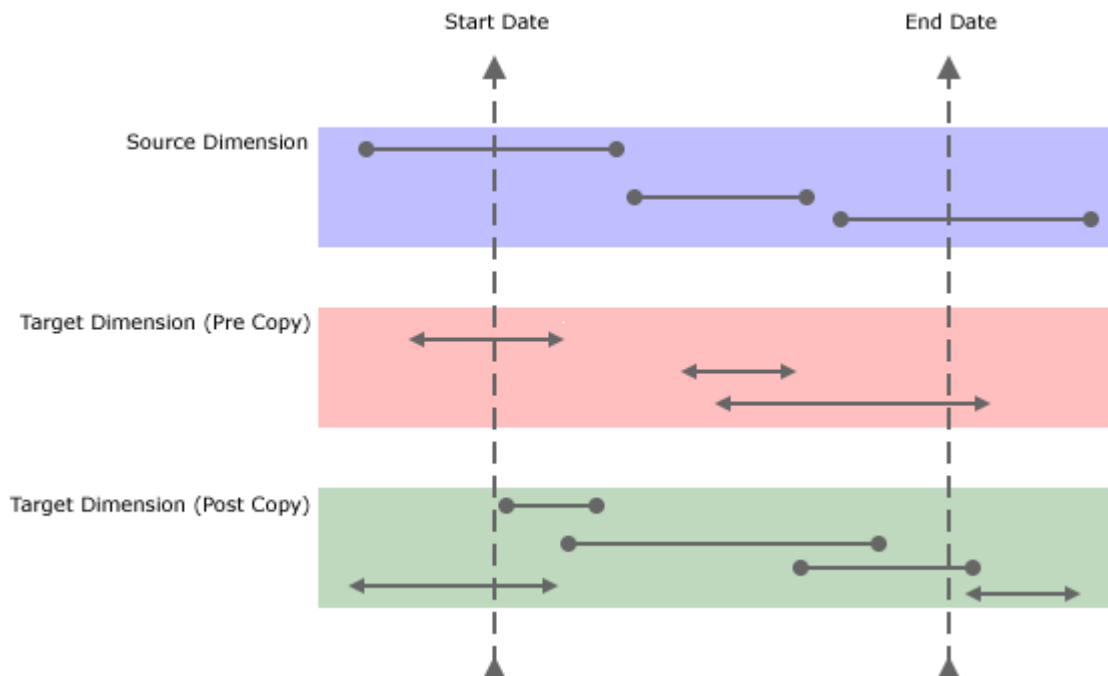 Start Date
End Date
Source Dimension
Target Dimension (Pre Copy)
Target Dimension (Post Copy)